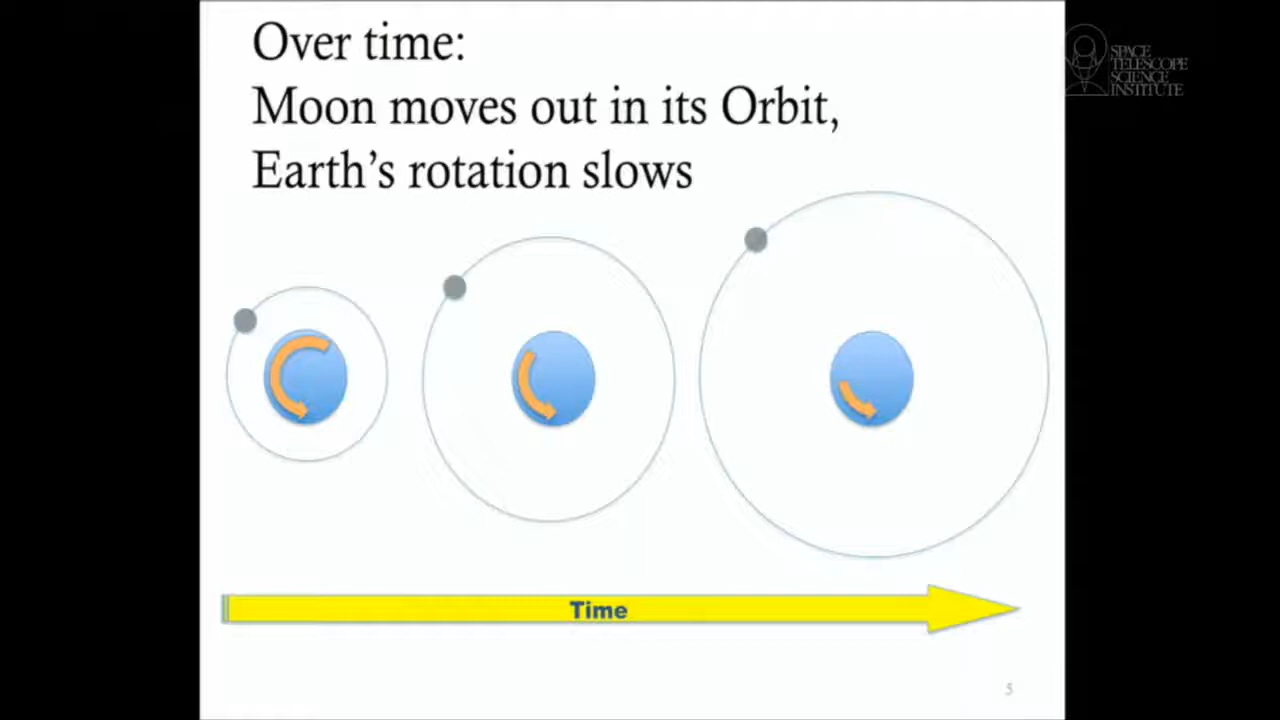 Over time:
Moon moves out in its Orbit,
Earth's rotation slows
SPACE
TELESCOPE
SCIENCE
INSTITUTE
Time
5